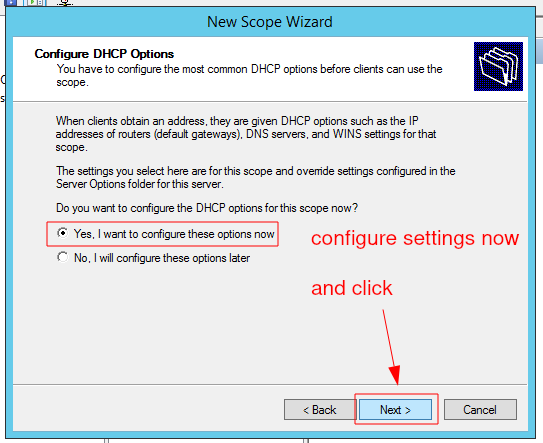 New Scope Wizard
Configure DHCP Options
You have to configure the most common DHCP options before clients can use the
scope.
When clients obtain an address, they are given DHCP options such as the IP
addresses of routers (default gateways), DNS servers, and WINS settings for that
scope.
The settings you select here are for this scope and override settings configured in the
Server Options folder for this server.
Do you want to configure the DHCP options for this scope now?
Yes, I want to configure these options now
configure settings now
No, I will configure these options later
and click
< Back
Next >
Cancel